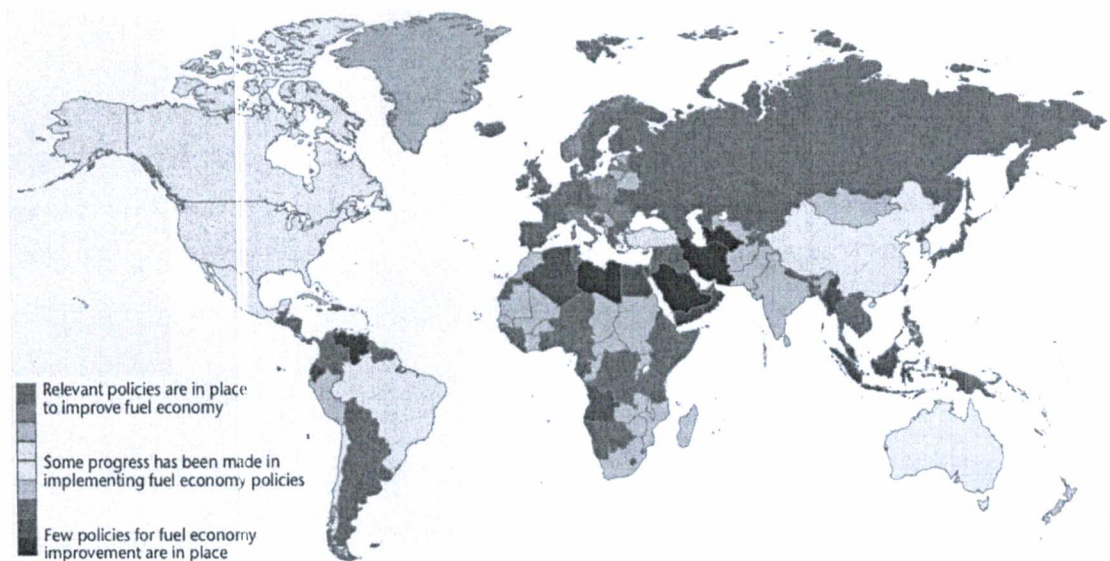 Relevant policies are in place
to improve fuel economy
Some progress has been made in
implementing fuel economy policies
Few policies for fuel economy
improvement are in place